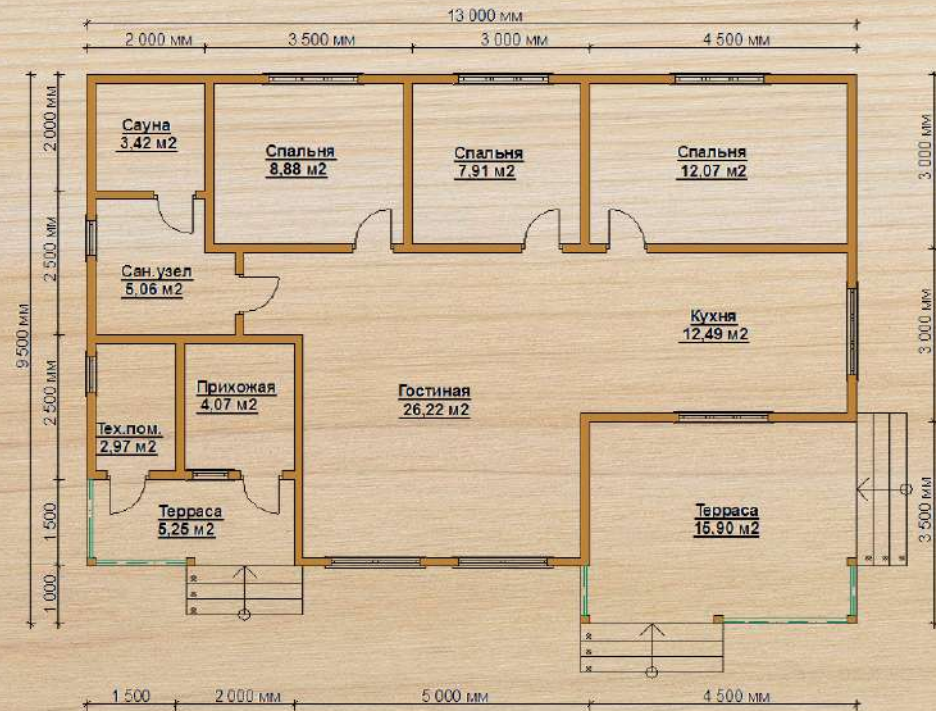 13 000 мм
2 000 мм
3 500 мм
3 000 мм
4 500 мм
2 000 мм
2 500 мм
2 500 мм
1 500
1 000
9 500 мм
3 000 мм
3 000 мм
3 500 мм
Сауна
3,42 м2
Спальня
8,88 м2
Спальня
7,91 м2
Спальня
12,07 м2
Сан.узел
5,06 м2
Кухня
12,49 м2
Прихожая
4,07 м2
Гостиная
26,22 м2
Тех.пом.
2,97 м2
Терраса
5,25 м2
Терраса
15,90 м2
1 500
2 000 мм
5 000 мм
4 500 мм